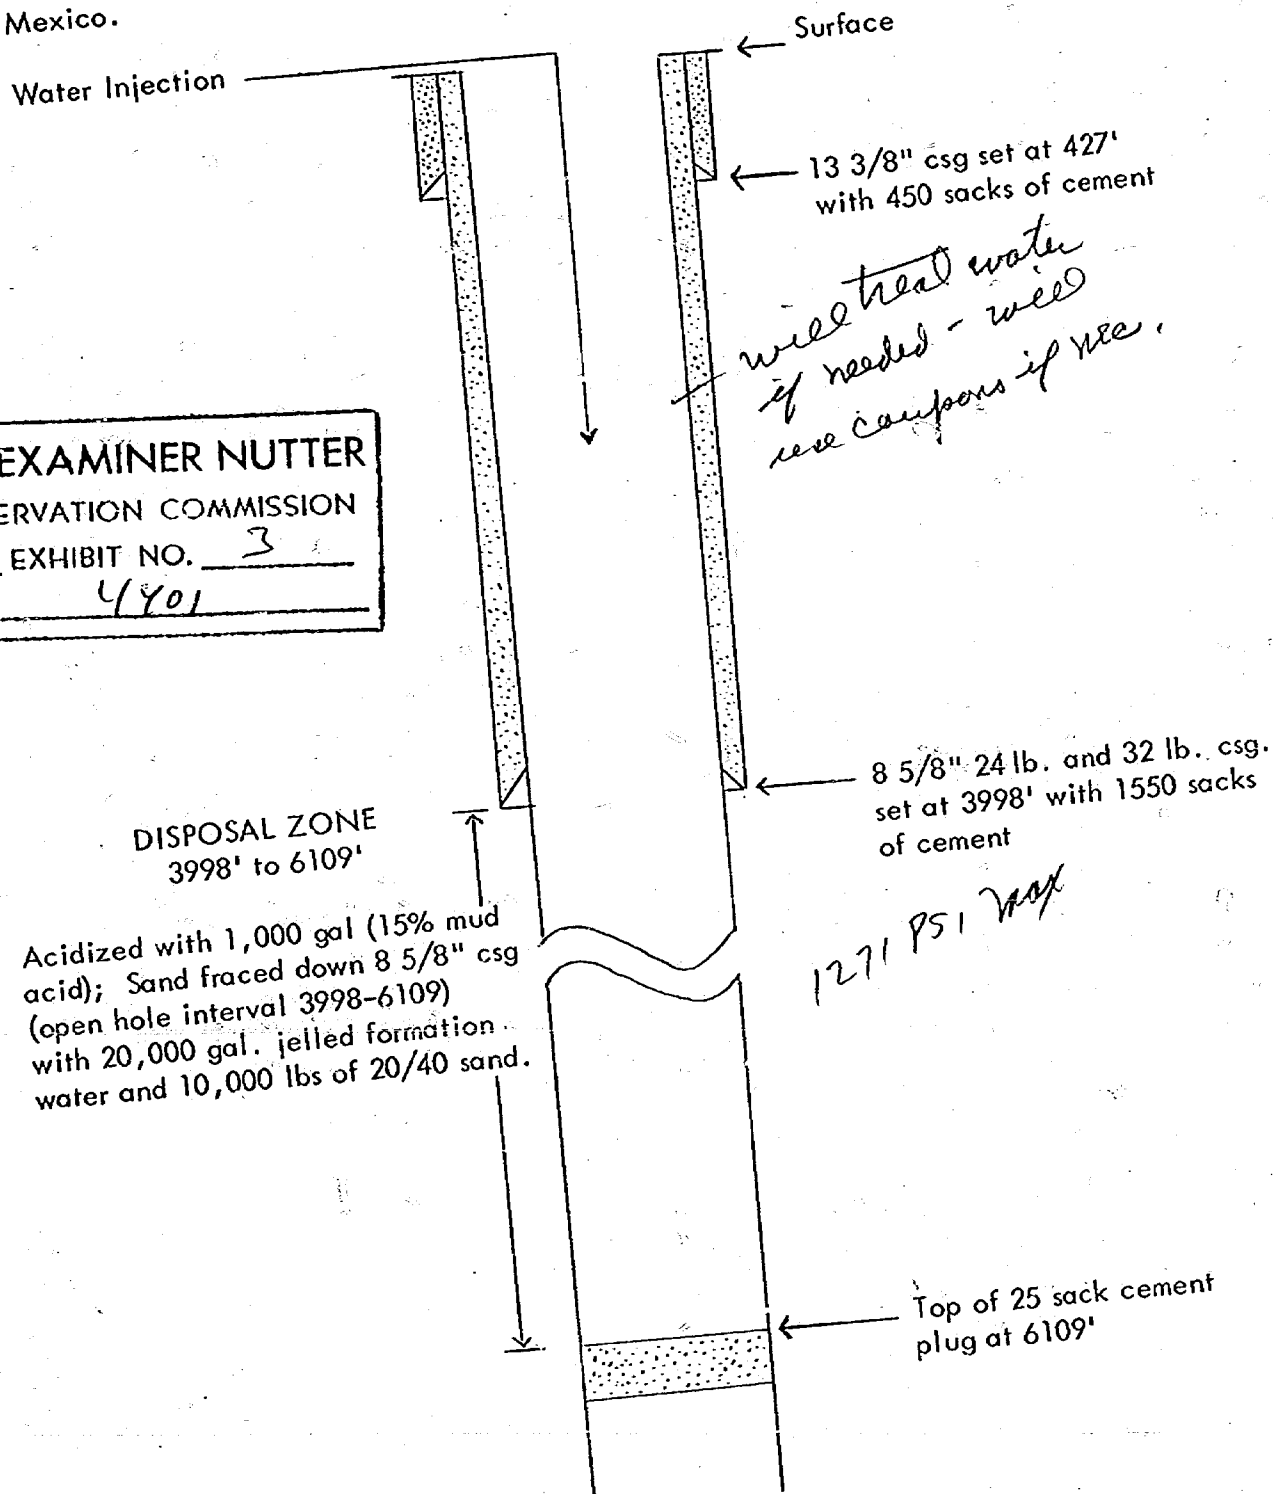 Mexico.
Surface
Water Injection
13 3/8" csg set at 427'
with 450 sacks of cement
will treat water
if needed - will
use coupons if nec.
EXAMINER NUTTER
ERVATION COMMISSION
EXHIBIT NO. 3
4401
8 5/8" 24 lb. and 32 lb. csg.
set at 3998' with 1550 sacks
of cement
DISPOSAL ZONE
3998' to 6109'
1271 PSI Max
Acidized with 1,000 gal (15% mud
acid); Sand fraced down 8 5/8" csg
(open hole interval 3998-6109)
with 20,000 gal. jelled formation
water and 10,000 lbs of 20/40 sand.
Top of 25 sack cement
plug at 6109'